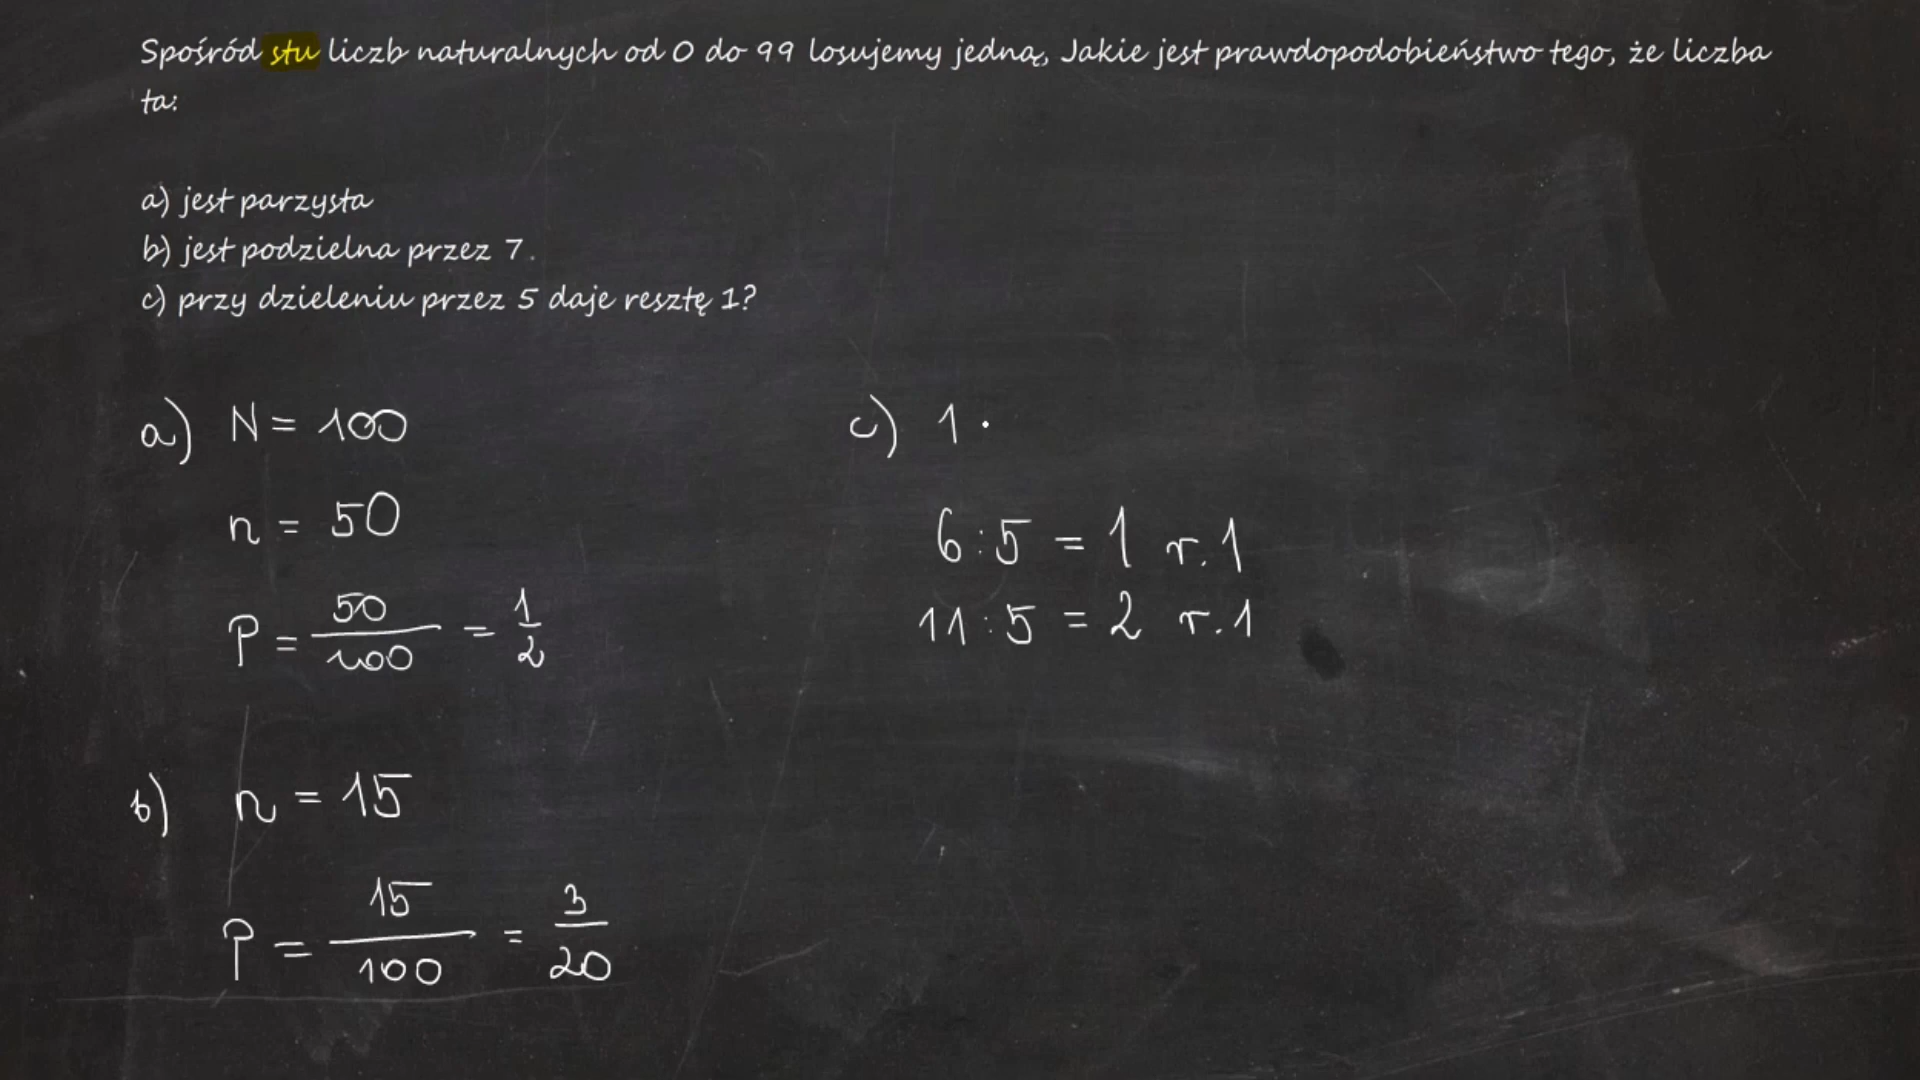 Spośród stu liczb naturalnych od 0 do 99 losujemy jedną, Jakie jest prawdopodobieństwo tego, że liczba
ta:
a) jest parzysta
b) jest podzielna przez 7.
c) przy dzieleniu przez 5 daje resztę 1?
a) N = 100
n = 50
P = 50/100 = 1/2
b) n = 15
P = 15/100 = 3/20
c) 1 .
6:5 = 1 r.1
11:5 = 2 r.1